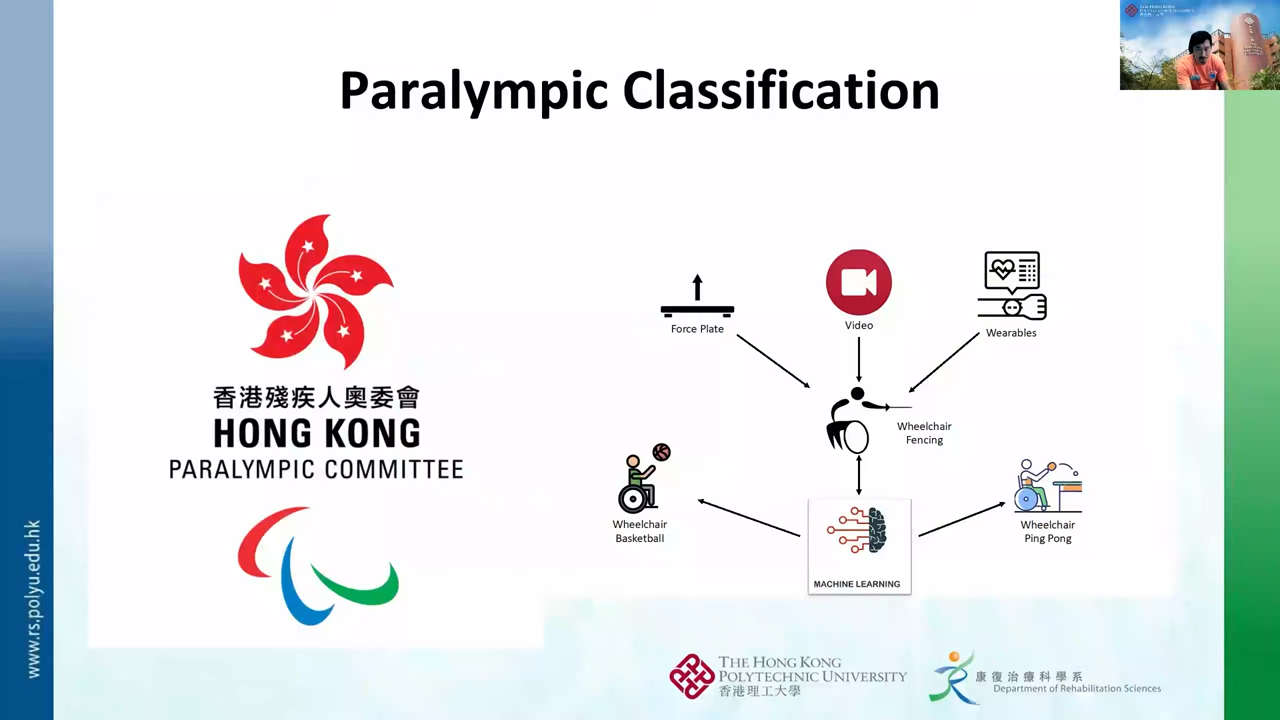 Paralympic Classification
香港殘疾人奧委會
HONG KONG
PARALYMPIC COMMITTEE
Force Plate
Video
Wearables
Wheelchair
Fencing
Wheelchair
Basketball
Wheelchair
Ping Pong
MACHINE LEARNING
www.rs.polyu.edu.hk
THE HONG KONG
POLYTECHNIC UNIVERSITY
香港理工大學
康復治療科學系
Department of Rehabilitation Sciences